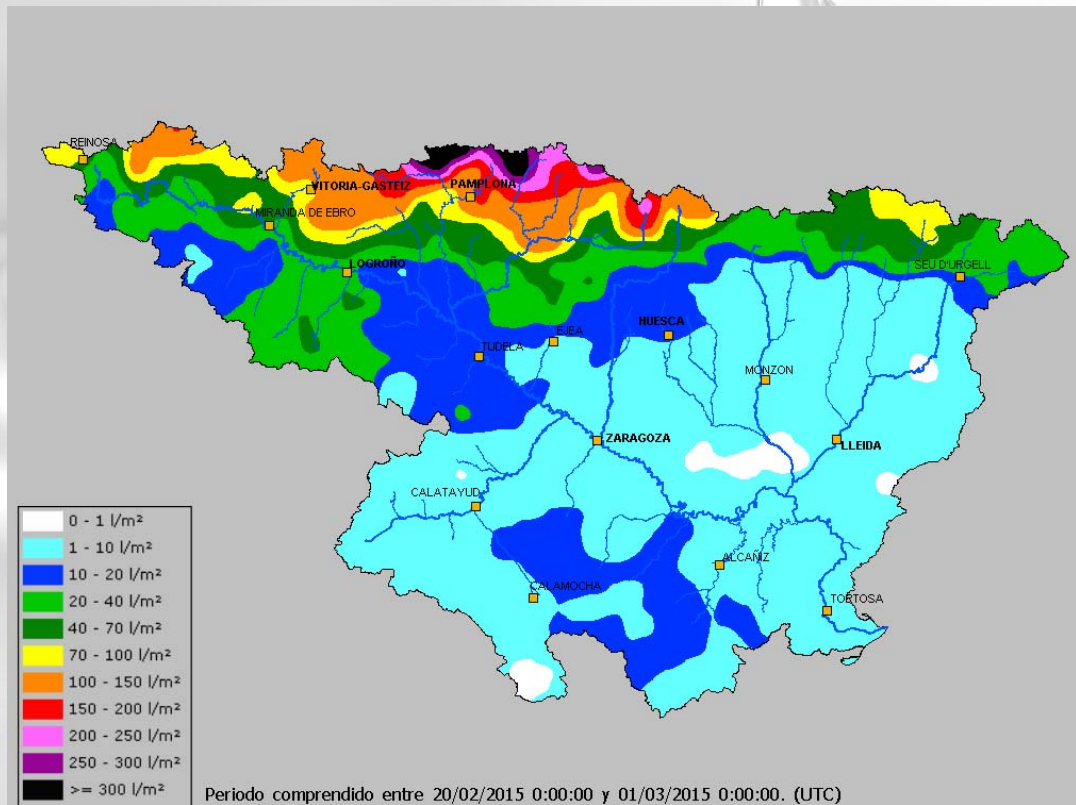 REINOSA
VITORIA-GASTEIZ
PAMPLONA
MIRANDA DE EBRO
LOGROÑO
SEU D'URGELL
HUESCA
EJEA
TUDELA
MONZON
ZARAGOZA
LLEIDA
CALATAYUD
ALCAÑIZ
CALAMOCHA
TORTOSA
0 - 1 l/m²
1 - 10 l/m²
10 - 20 l/m²
20 - 40 l/m²
40 - 70 l/m²
70 - 100 l/m²
100 - 150 l/m²
150 - 200 l/m²
200 - 250 l/m²
250 - 300 l/m²
>= 300 l/m²
Periodo comprendido entre 20/02/2015 0:00:00 y 01/03/2015 0:00:00. (UTC)